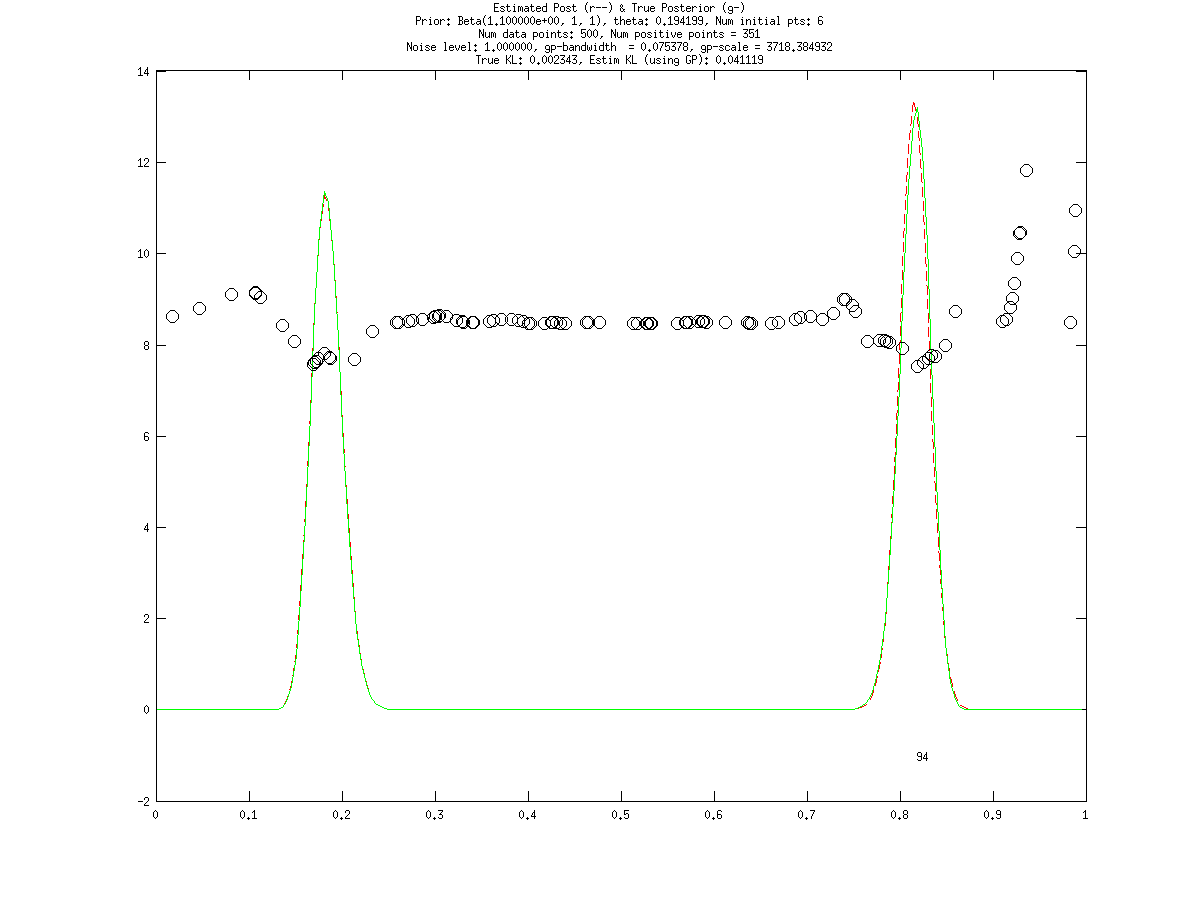 Estimated Post (r--) & True Posterior (g-)
Prior: Beta(1.100000e+00, 1, 1), theta: 0.194199, Num initial pts: 6
Num data points: 500, Num positive points = 351
Noise level: 1.000000, gp-bandwidth  = 0.075378, gp-scale = 3718.384932
True KL: 0.002343, Estim KL (using GP): 0.041119
14
12
10
8
6
4
2
0
94
-2
0 0.1 0.2 0.3 0.4 0.5 0.6 0.7 0.8 0.9 1